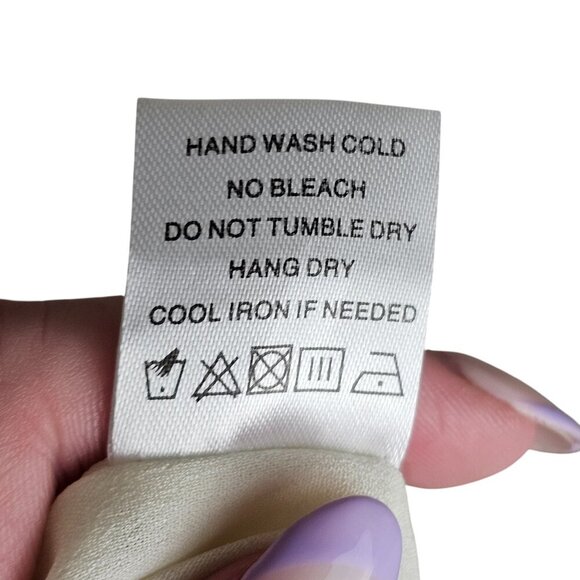 HAND WASH COLD
NO BLEACH
DO NOT TUMBLE DRY
HANG DRY
COOL IRON IF NEEDED